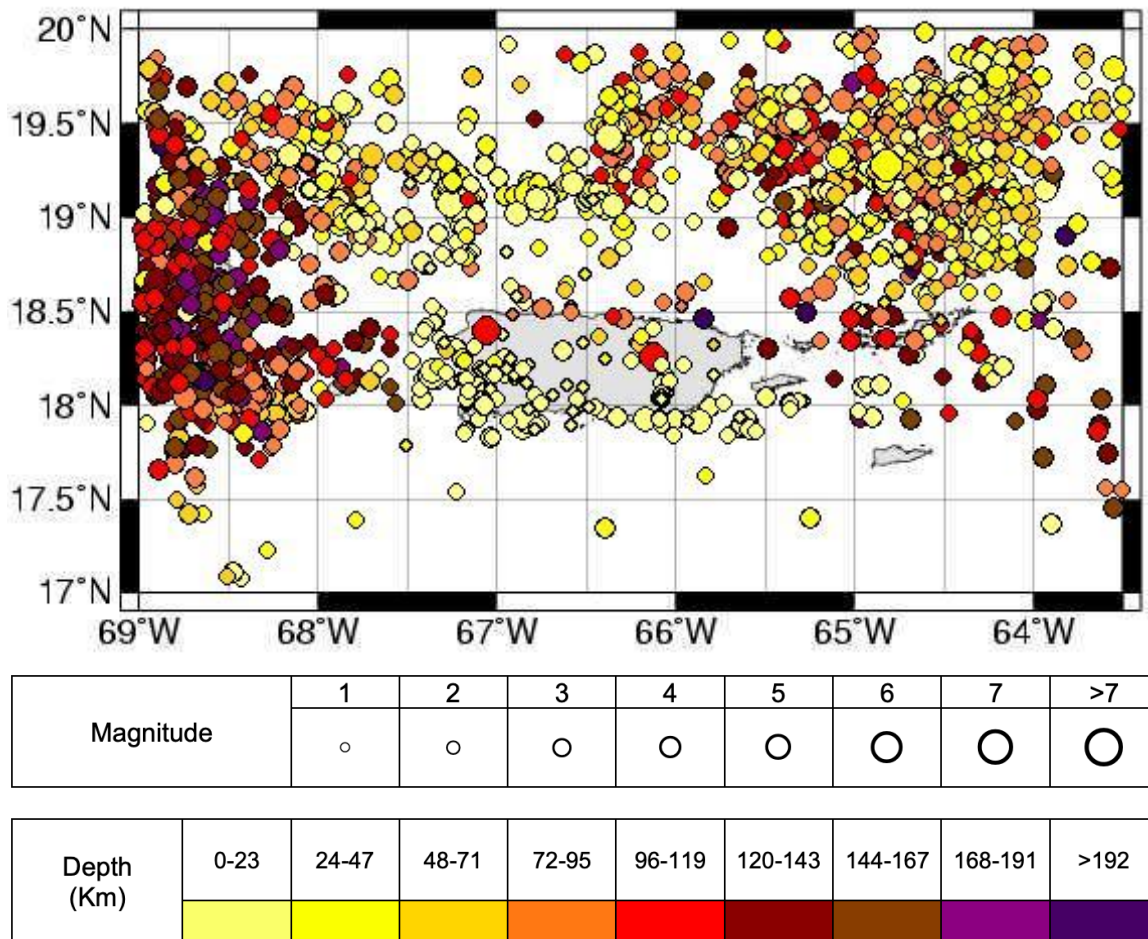 20°N
19.5°N
19°N
18.5°N
18°N
17.5°N
17°N
69°W 68°W 67°W 66°W 65°W 64°W
Magnitude 1 2 3 4 5 6 7 >7
Depth (Km) 0-23 24-47 48-71 72-95 96-119 120-143 144-167 168-191 >192